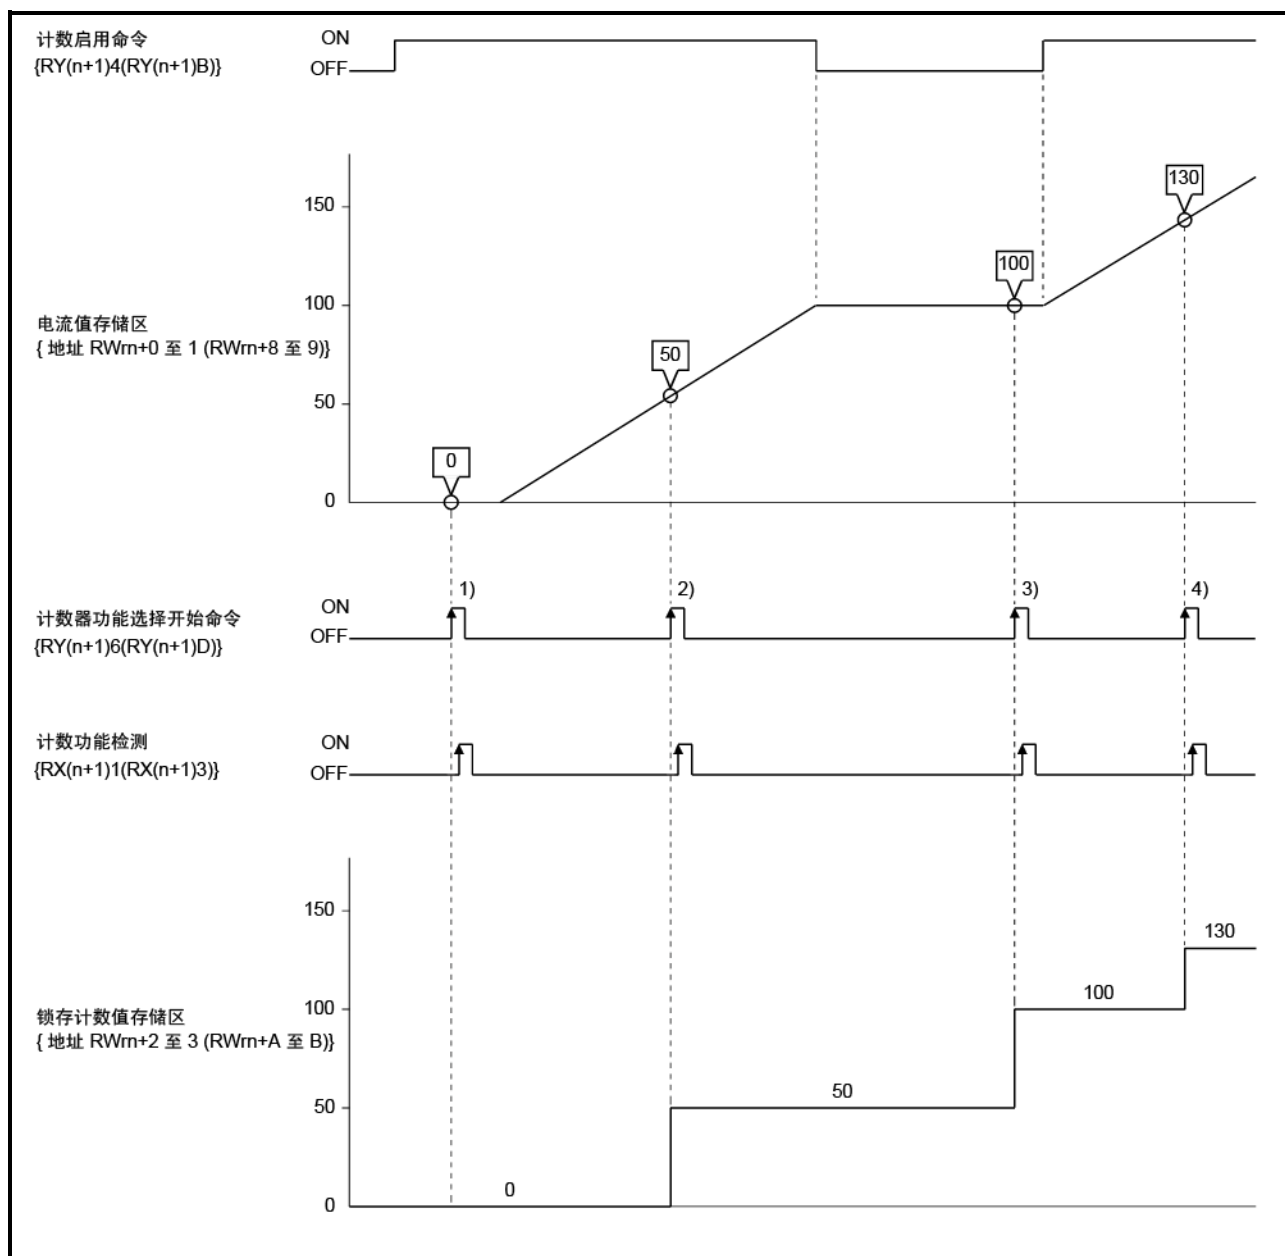 计数启用命令
{RY(n+1)4(RY(n+1)B)}
ON
OFF
150
100
50
0
电流值存储区
{ 地址 RWrn+0 至 1 (RWrn+8 至 9)}
0
50
100
130
计数器功能选择开始命令
{RY(n+1)6(RY(n+1)D)}
ON
OFF
1)
2)
3)
4)
计数功能检测
{RX(n+1)1(RX(n+1)3)}
ON
OFF
150
100
50
0
锁存计数值存储区
{ 地址 RWrn+2 至 3 (RWrn+A 至 B)}
0
50
100
130